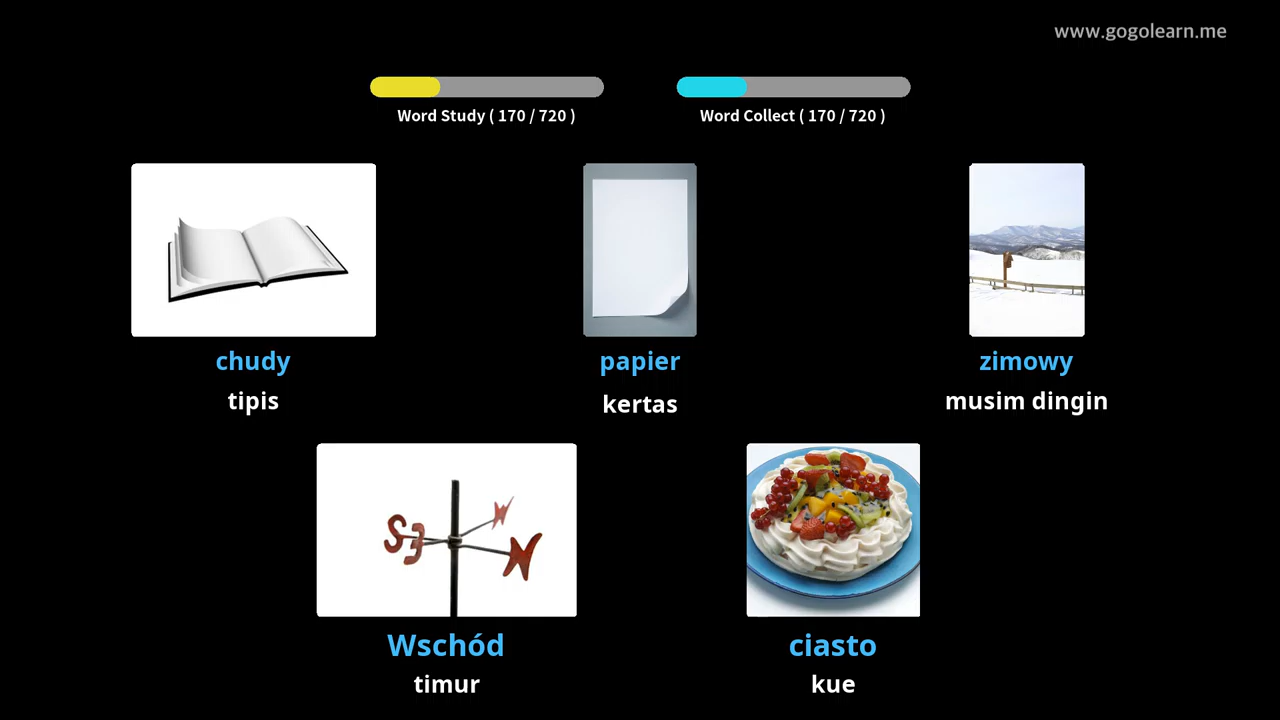 www.gogolearn.me
Word Study ( 170 / 720 )
Word Collect ( 170 / 720 )
chudy
tipis
papier
kertas
zimowy
musim dingin
S
E
N
Wschód
timur
ciasto
kue